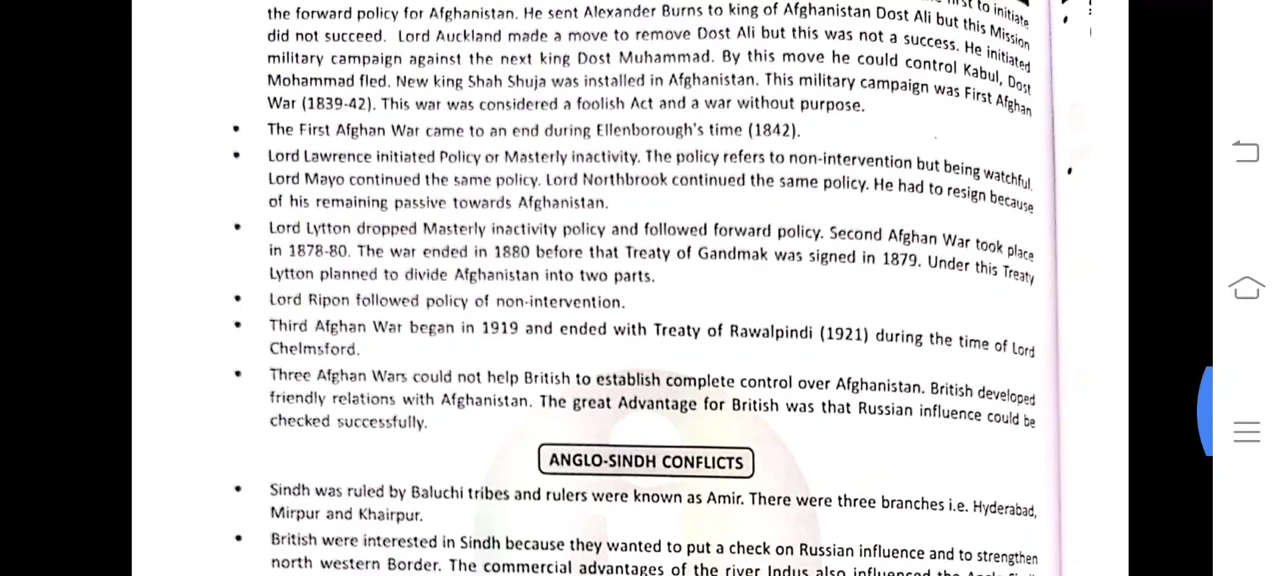 first to initiate
the forward policy for Afghanistan. He sent Alexander Burns to king of Afghanistan Dost Ali but this Mission
did not succeed. Lord Auckland made a move to remove Dost Ali but this was not a success. He initiated
military campaign against the next king Dost Muhammad. By this move he could control Kabul, Dost
Mohammad fled. New king Shah Shuja was installed in Afghanistan. This military campaign was First Afghan
War (1839-42). This war was considered a foolish Act and a war without purpose.
• The First Afghan War came to an end during Ellenborough's time (1842).
• Lord Lawrence initiated Policy or Masterly inactivity. The policy refers to non-intervention but being watchful.
Lord Mayo continued the same policy. Lord Northbrook continued the same policy. He had to resign because
of his remaining passive towards Afghanistan.
• Lord Lytton dropped Masterly inactivity policy and followed forward policy. Second Afghan War took place
in 1878-80. The war ended in 1880 before that Treaty of Gandmak was signed in 1879. Under this Treaty
Lytton planned to divide Afghanistan into two parts.
• Lord Ripon followed policy of non-intervention.
• Third Afghan War began in 1919 and ended with Treaty of Rawalpindi (1921) during the time of Lord
Chelmsford.
• Three Afghan Wars could not help British to establish complete control over Afghanistan. British developed
friendly relations with Afghanistan. The great Advantage for British was that Russian influence could be
checked successfully.
ANGLO-SINDH CONFLICTS
• Sindh was ruled by Baluchi tribes and rulers were known as Amir. There were three branches i.e. Hyderabad,
Mirpur and Khairpur.
• British were interested in Sindh because they wanted to put a check on Russian influence and to strengthen
north western Border. The commercial advantages of the river Indus also influenced the